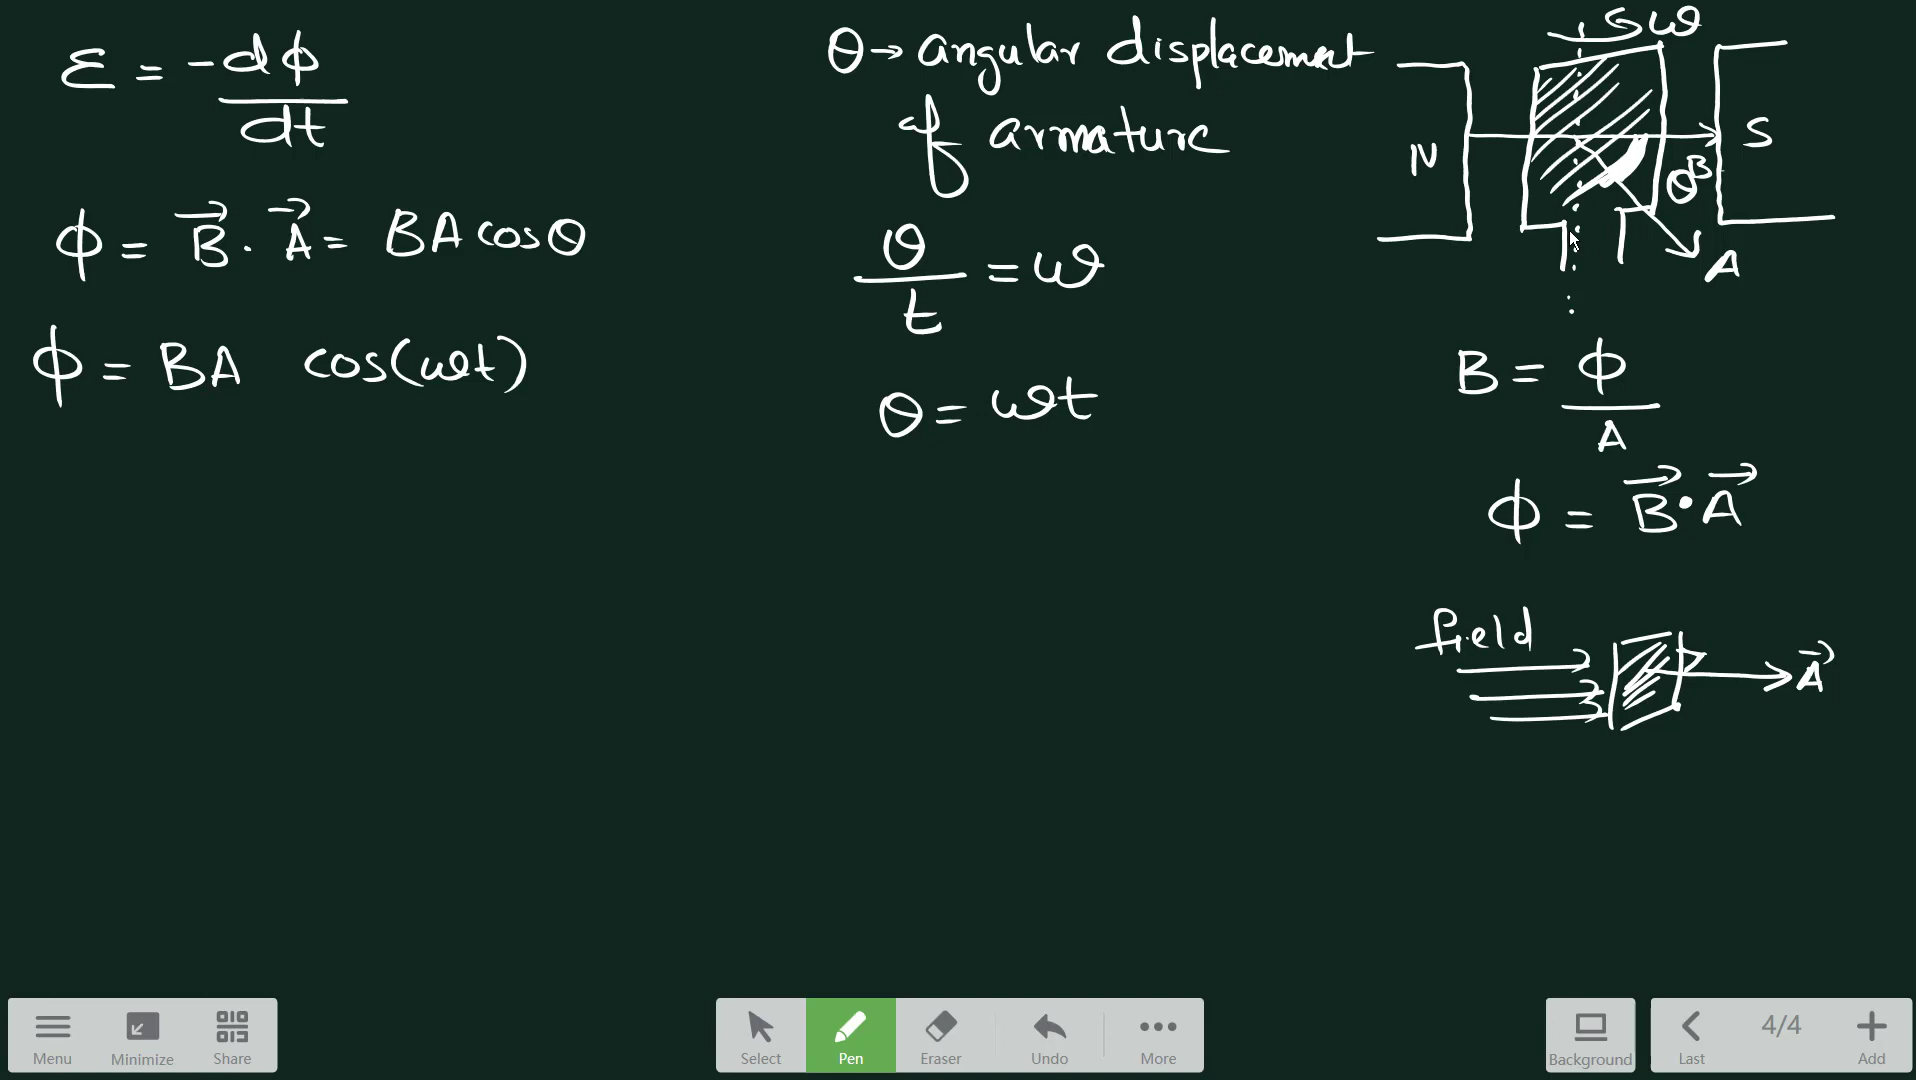 ε = -dϕ/dt
ϕ = B⃗ . A⃗ = BA cosθ
ϕ = BA cos(ωt)
θ → angular displacement
of armature
θ/t = ω
θ = ωt
ω
N
S
θ
B
A
B = ϕ/A
ϕ = B⃗ · A⃗
field
A⃗
Menu
Minimize
Share
Select
Pen
Eraser
Undo
More
Background
Last
4/4
Add